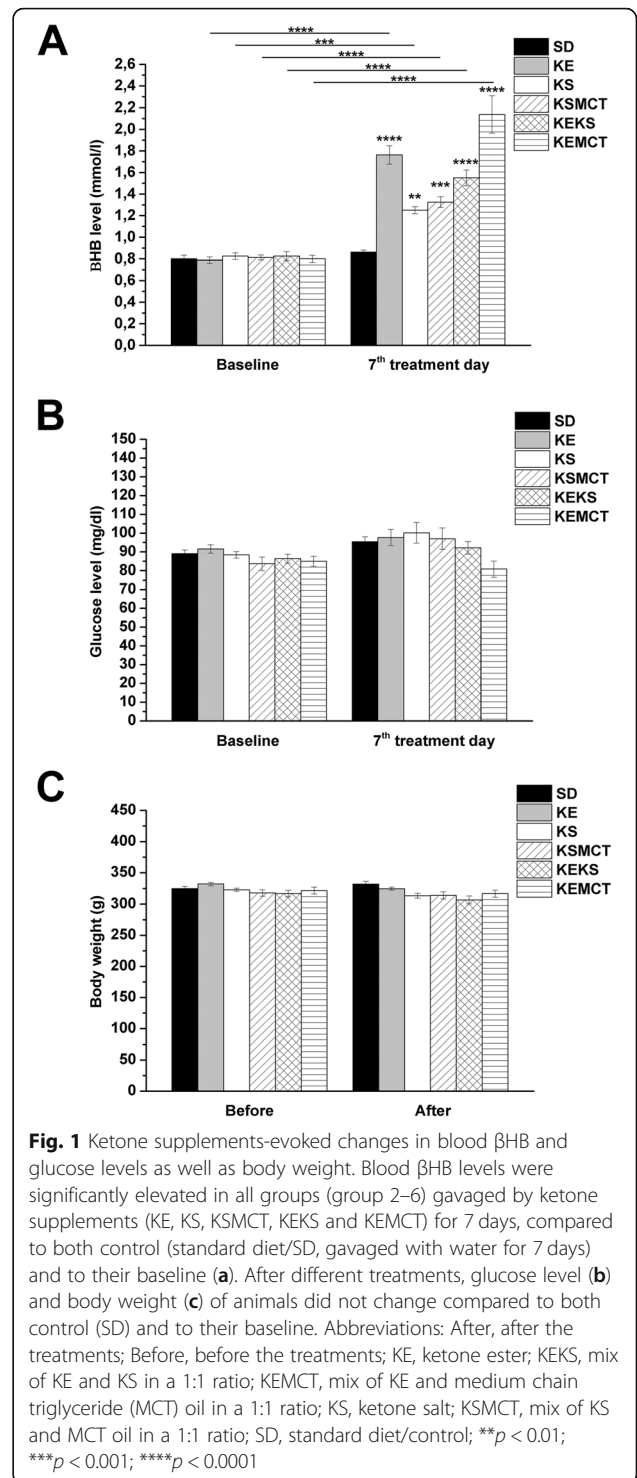 A
****
***
****
****
****
SD
KE
KS
KSMCT
KEKS
KEMCT
2,6
2,4
2,2
2,0
1,8
1,6
1,4
1,2
1,0
0,8
0,6
0,4
0,2
0,0
βHB level (mmol/l)
****
**
***
****
****
Baseline
7th treatment day
B
SD
KE
KS
KSMCT
KEKS
KEMCT
150
140
130
120
110
100
90
80
70
60
50
40
30
20
10
0
Glucose level (mg/dl)
Baseline
7th treatment day
C
SD
KE
KS
KSMCT
KEKS
KEMCT
450
400
350
300
250
200
150
100
50
0
Body weight (g)
Before
After
Fig. 1 Ketone supplements-evoked changes in blood βHB and
glucose levels as well as body weight. Blood βHB levels were
significantly elevated in all groups (group 2–6) gavaged by ketone
supplements (KE, KS, KSMCT, KEKS and KEMCT) for 7 days, compared
to both control (standard diet/SD, gavaged with water for 7 days)
and to their baseline (a). After different treatments, glucose level (b)
and body weight (c) of animals did not change compared to both
control (SD) and to their baseline. Abbreviations: After, after the
treatments; Before, before the treatments; KE, ketone ester; KEKS, mix
of KE and KS in a 1:1 ratio; KEMCT, mix of KE and medium chain
triglyceride (MCT) oil in a 1:1 ratio; KS, ketone salt; KSMCT, mix of KS
and MCT oil in a 1:1 ratio; SD, standard diet/control; **p < 0.01;
***p < 0.001; ****p < 0.0001